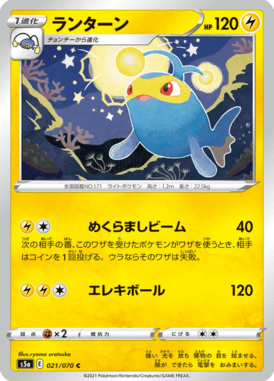 1進化
ランターン
HP 120
チョンチーから進化
全国図鑑NO.171 ライトポケモン 高さ:1.2m 重さ:22.5kg
めくらましビーム 40
次の相手の番、このワザを受けたポケモンがワザを使うとき、相手は
コインを1回投げる。ウラならそのワザは失敗。
エレキボール 120
弱点 ×2 抵抗力 にげる
Illus.ryoma uratsuka
S5a 021/070 C
©2021 Pokémon/Nintendo/Creatures/GAME FREAK.